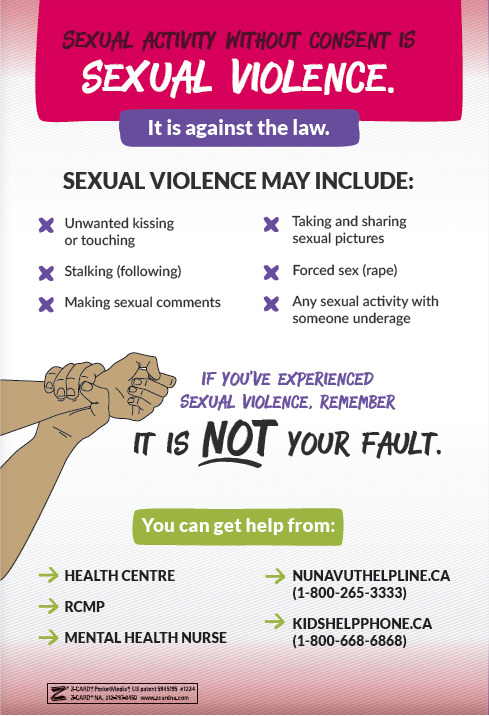 SEXUAL ACTIVITY WITHOUT CONSENT IS
SEXUAL VIOLENCE.
It is against the law.
SEXUAL VIOLENCE MAY INCLUDE:
Unwanted kissing
or touching
Stalking (following)
Making sexual comments
Taking and sharing
sexual pictures
Forced sex (rape)
Any sexual activity with
someone underage
IF YOU'VE EXPERIENCED
SEXUAL VIOLENCE, REMEMBER
IT IS NOT YOUR FAULT.
You can get help from:
HEALTH CENTRE
RCMP
MENTAL HEALTH NURSE
NUNAVUTHELPLINE.CA
(1-800-265-3333)
KIDSHELPPHONE.CA
(1-800-668-6868)
Z-CARD® PocketMedia®, US patent #1234
Z-CARD® NA, www.zcardna.com